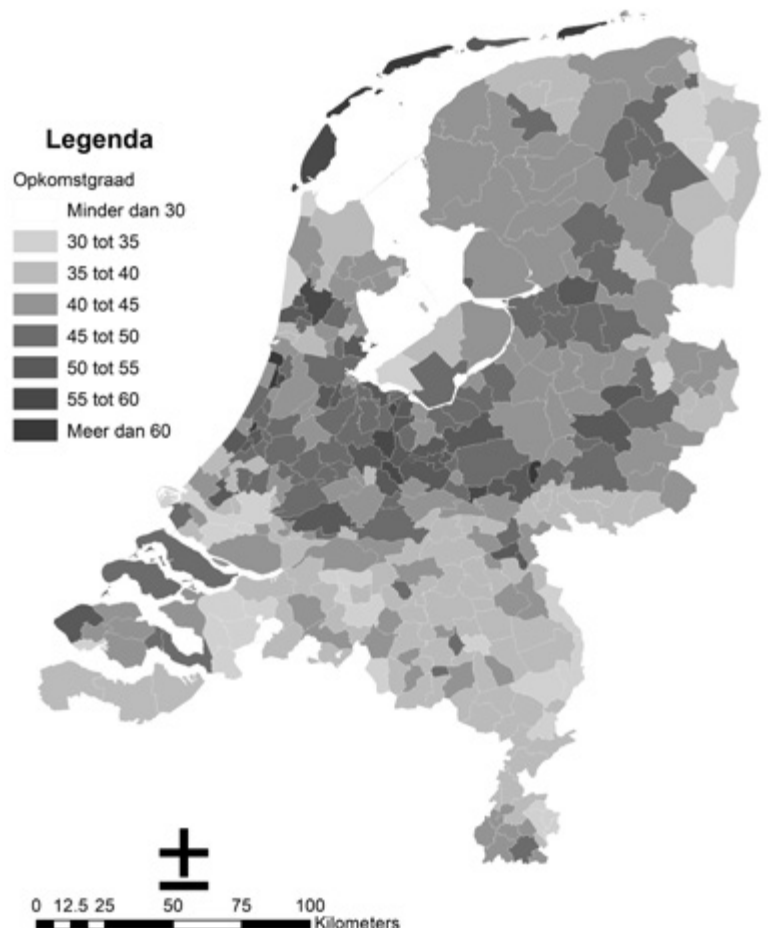 Legenda
Opkomstgraad
Minder dan 30
30 tot 35
35 tot 40
40 tot 45
45 tot 50
50 tot 55
55 tot 60
Meer dan 60
0 12.5 25 50 75 100
Kilometers